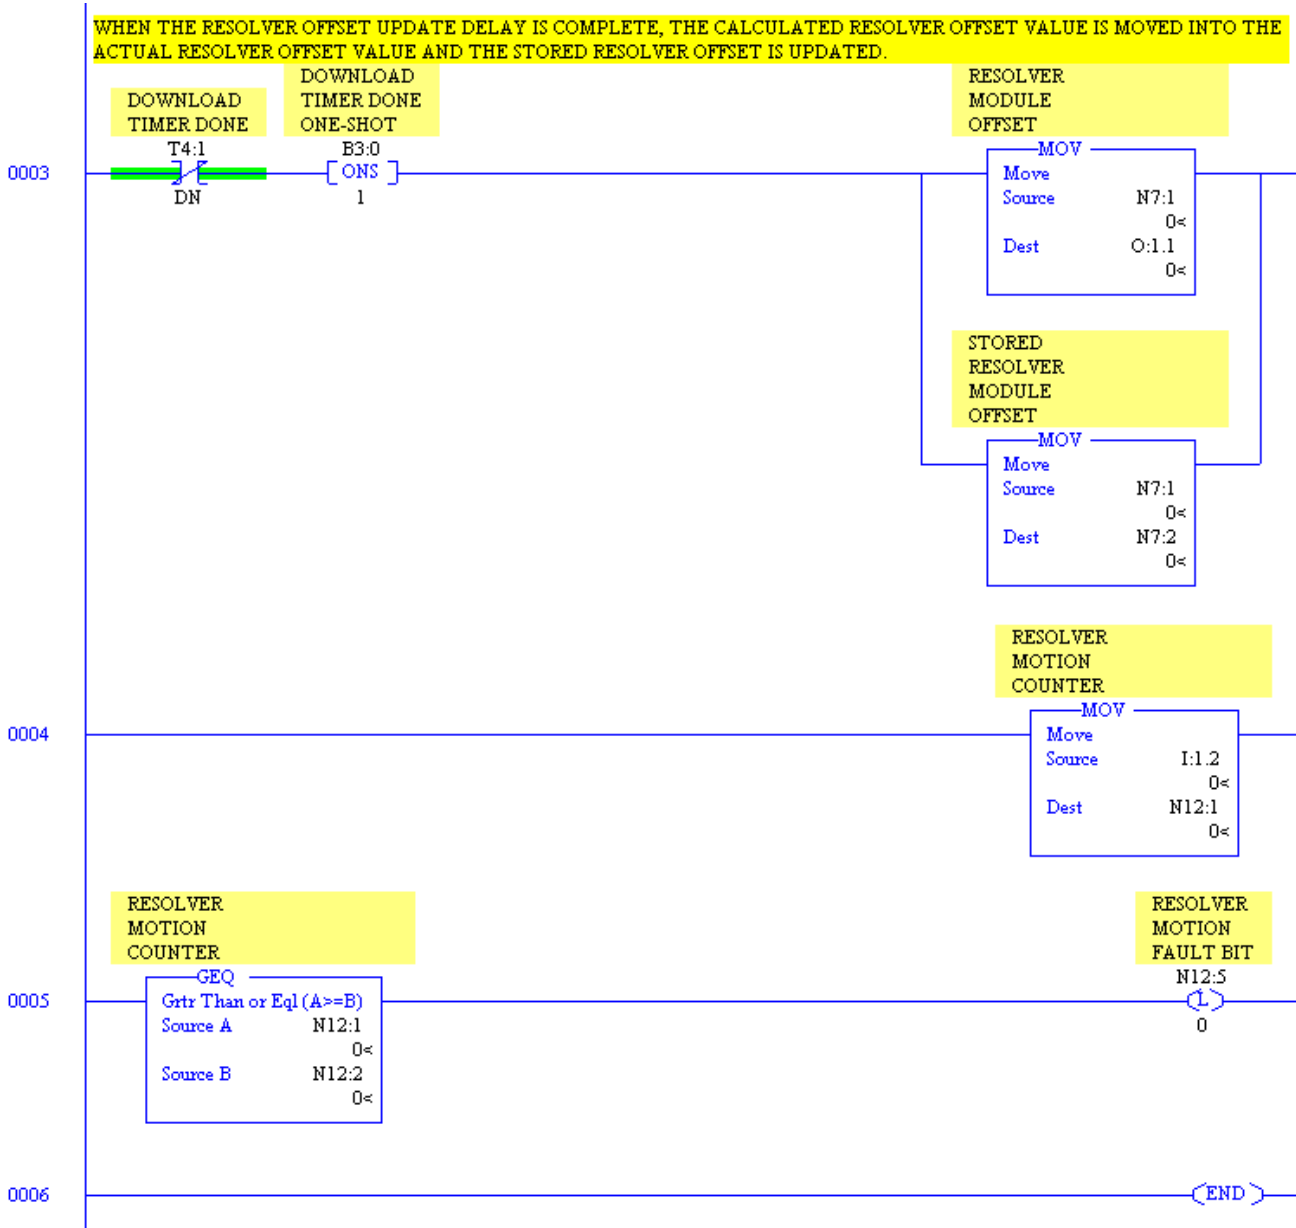 WHEN THE RESOLVER OFFSET UPDATE DELAY IS COMPLETE, THE CALCULATED RESOLVER OFFSET VALUE IS MOVED INTO THE
ACTUAL RESOLVER OFFSET VALUE AND THE STORED RESOLVER OFFSET IS UPDATED.
DOWNLOAD
TIMER DONE
T4:1
DN
DOWNLOAD
TIMER DONE
ONE-SHOT
B3:0
ONS
1
RESOLVER
MODULE
OFFSET
0003
MOV
Move
Source N7:1
0<
Dest O:1.1
0<
STORED
RESOLVER
MODULE
OFFSET
MOV
Move
Source N7:1
0<
Dest N7:2
0<
RESOLVER
MOTION
COUNTER
0004
MOV
Move
Source I:1.2
0<
Dest N12:1
0<
RESOLVER
MOTION
COUNTER
0005
GEQ
Grtr Than or Eql (A>=B)
Source A N12:1
0<
Source B N12:2
0<
RESOLVER
MOTION
FAULT BIT
N12:5
L
0
0006
END